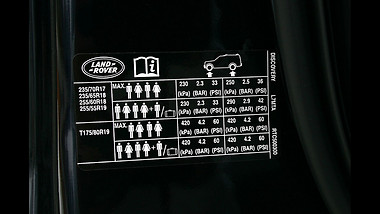 LAND-
ROVER
i
235/70R17
235/65R18
255/60R18
255/55R19
MAX.
230 2.3 33 250 2.5 36
(kPa) (BAR) (PSI) (kPa) (BAR) (PSI)
230 2.3 33 290 2.9 42
(kPa) (BAR) (PSI) (kPa) (BAR) (PSI)
T175/80R19
MAX.
420 4.2 60 420 4.2 60
(kPa) (BAR) (PSI) (kPa) (BAR) (PSI)
420 4.2 60 420 4.2 60
(kPa) (BAR) (PSI) (kPa) (BAR) (PSI)
DISCOVERY